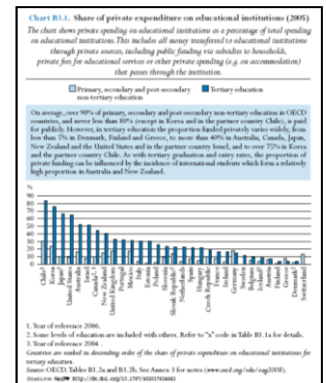 Chart B1.1. Share of private expenditure on educational institutions (2005)
The chart shows private spending on educational institutions as a percentage of total spending
on educational institutions. This includes all money transferred to educational institutions
through private sources, including public funding via subsidies to households,
private fees for educational services or other private spending (e.g. on accommodation)
that passes through the institution.
Primary, secondary and post-secondary non-tertiary education
Tertiary education
On average, over 90% of primary, secondary and post-secondary non-tertiary education in OECD
countries, and never less than 80% (except in Korea and in the partner country Chile), is paid
for publicly. However, in tertiary education the proportion funded privately varies widely, from
less than 5% in Denmark, Finland and Greece, to more than 40% in Australia, Canada, Japan,
New Zealand and the United States and in the partner country Israel, and to over 75% in Korea
and the partner country Chile. As with tertiary graduation and entry rates, the proportion of
private funding can be influenced by the incidence of international students which form a relatively
high proportion in Australia and New Zealand.
%
90
80
70
60
50
40
30
20
10
0
Chile
Korea
Japan
United States
Australia
Israel
Canada
New Zealand
United Kingdom
Portugal
Mexico
Italy
Estonia
Poland
Slovenia
Slovak Republic
Netherlands
Spain
Hungary
Czech Republic
France
Ireland
Germany
Sweden
Belgium
Iceland
Austria
Finland
Greece
Denmark
Switzerland
1. Year of reference 2006.
2. Some levels of education are included with others. Refer to "x" code in Table B1.1a for details.
3. Year of reference 2004.
Countries are ranked in descending order of the share of private expenditure on educational institutions for
tertiary education.
Source: OECD. Tables B3.2a and B3.2b. See Annex 3 for notes (www.oecd.org/edu/eag2008).